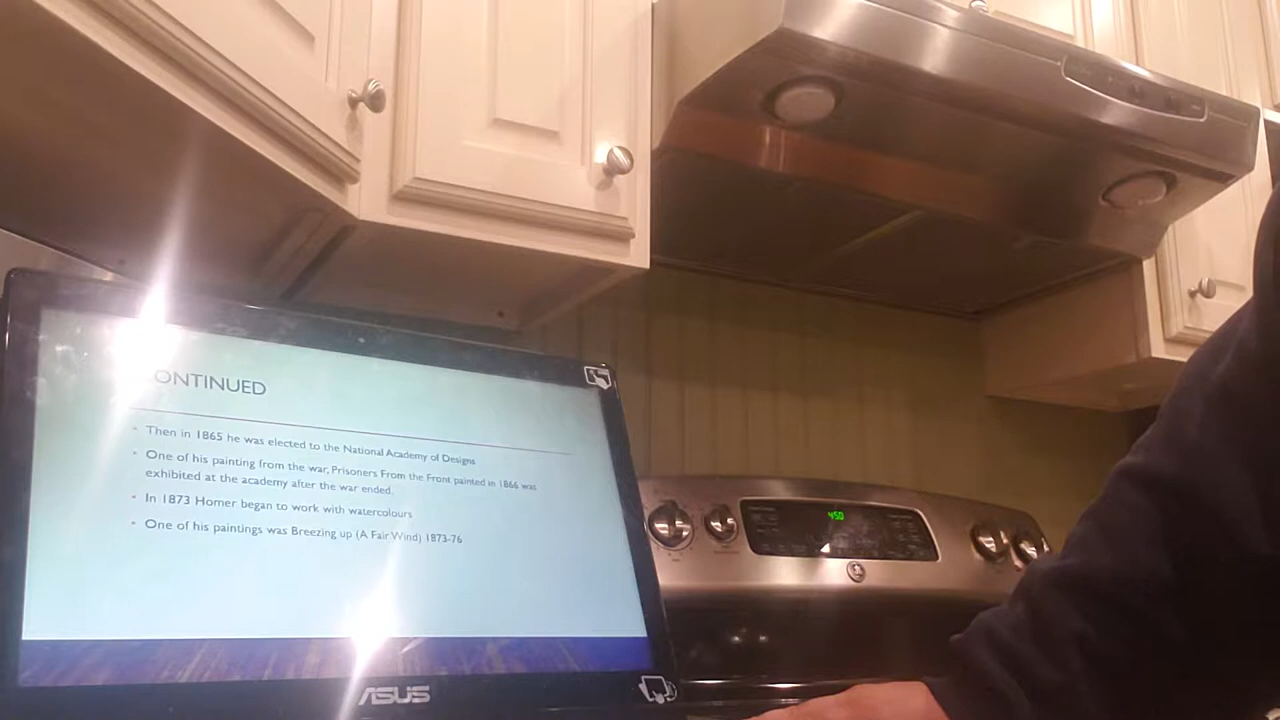 ONTINUED
Then in 1865 he was elected to the National Academy of Designs
One of his painting from the war, Prisoners From the Front painted in 1866 was
exhibited at the academy after the war ended.
In 1873 Homer began to work with watercolours
One of his paintings was Breezing up (A Fair Wind) 1873-76
450
ASUS